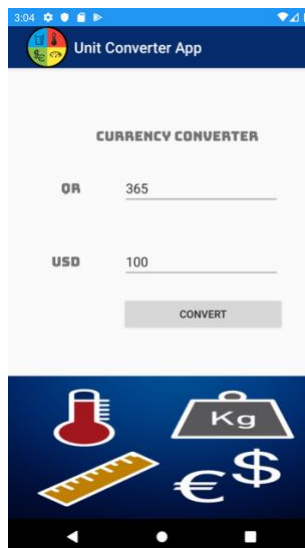 3:04
Unit Converter App
CURRENCY CONVERTER
QR 365
USD 100
CONVERT
Kg
€ $